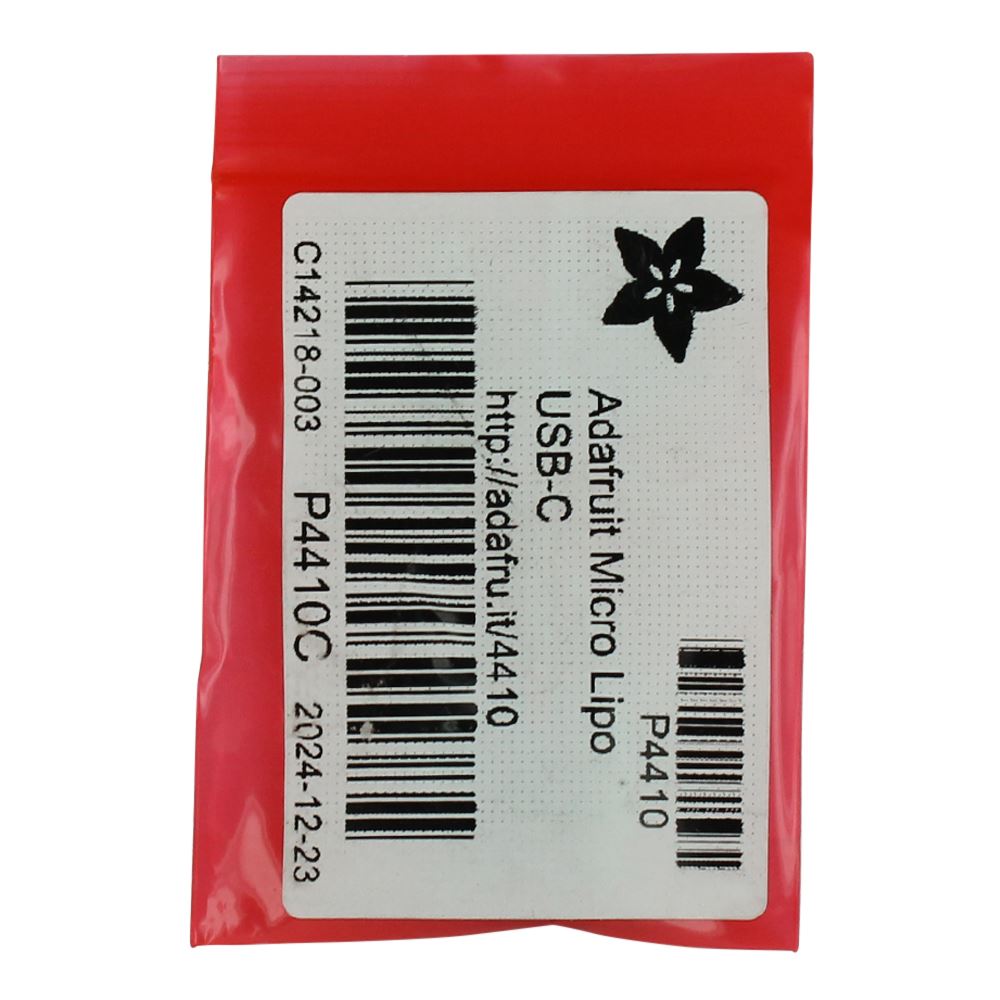 P4410
Adafruit Micro Lipo
USB-C
http://adafru.it/4410
C14218-003 P4410C 2024-12-23